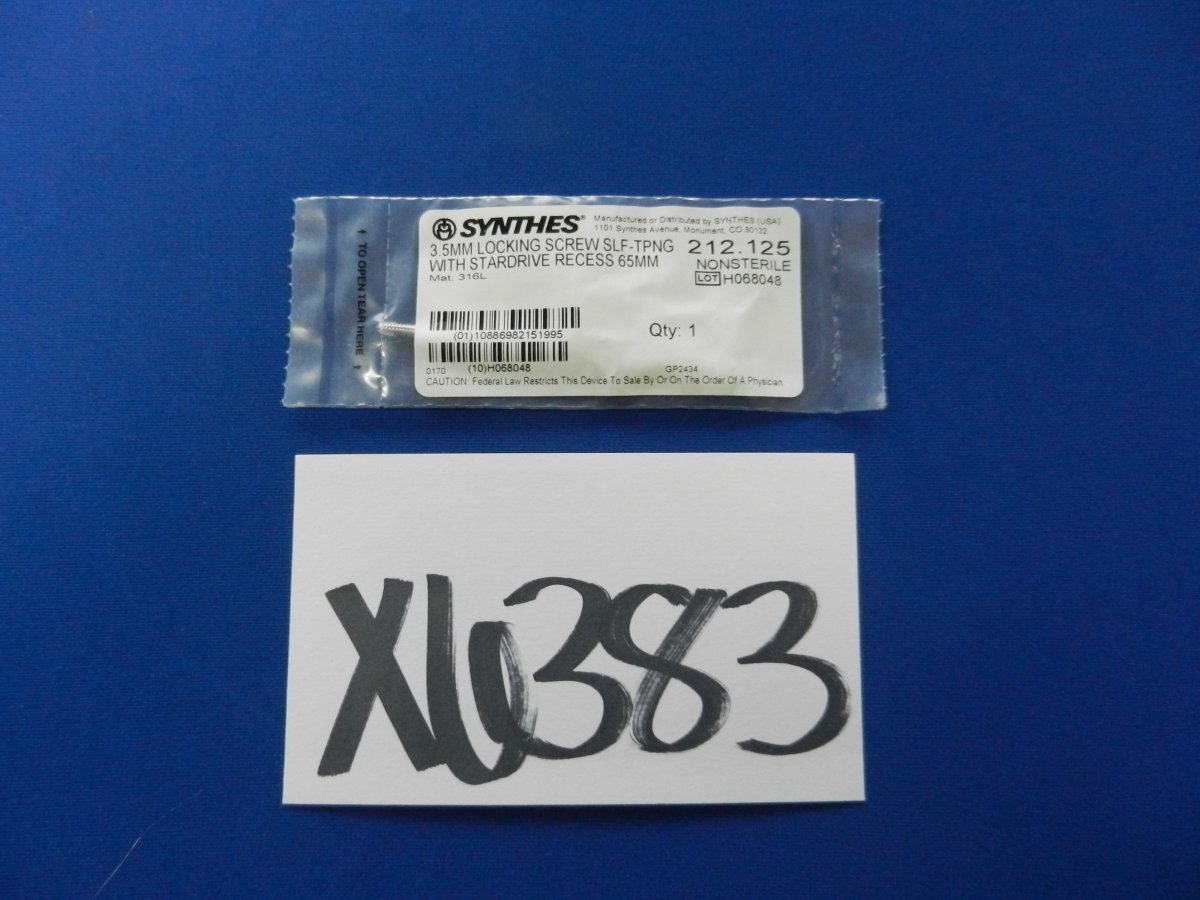 ↑ TO OPEN TEAR HERE ↑
SYNTHES®
Manufactured or Distributed by SYNTHES (USA)
1101 Synthes Avenue, Monument, CO 80132
3.5MM LOCKING SCREW SLF-TPNG
WITH STARDRIVE RECESS 65MM
Mat. 316L
212.125
NONSTERILE
LOT H068048
(01)10886982151995
Qty: 1
(10)H068048
0170
GP2434
CAUTION: Federal Law Restricts This Device To Sale By Or On The Order Of A Physician.
X6383